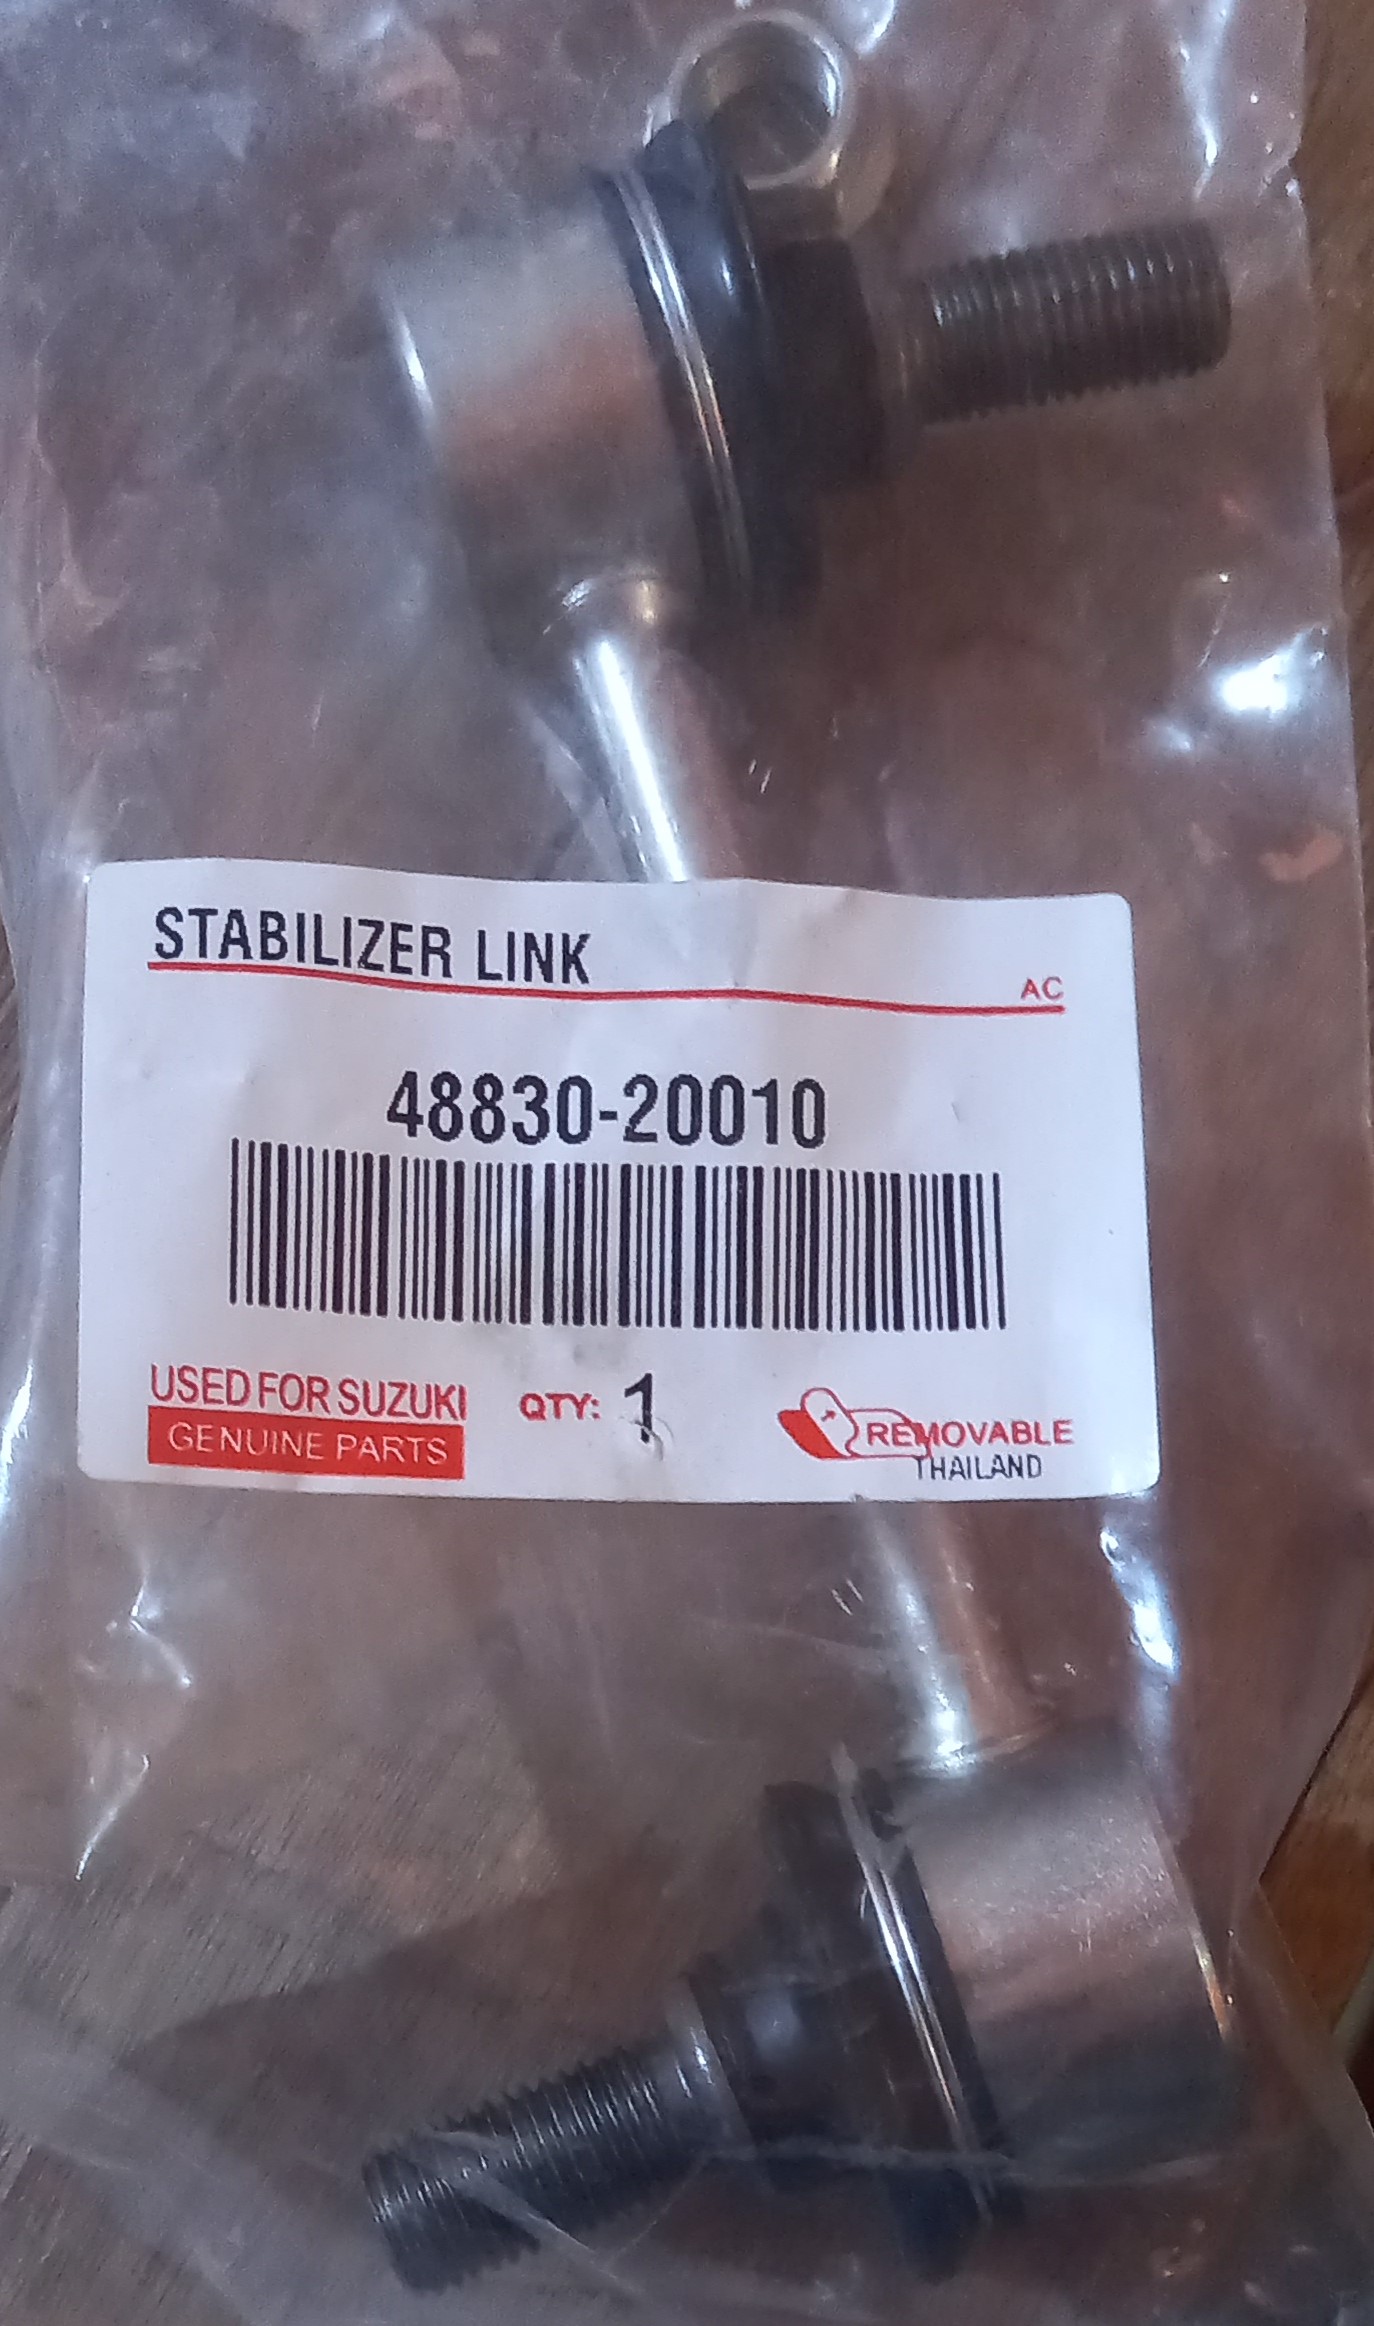 STABILIZER LINK
AC
48830-20010
USED FOR SUZUKI
GENUINE PARTS
QTY: 1
REMOVABLE
THAILAND